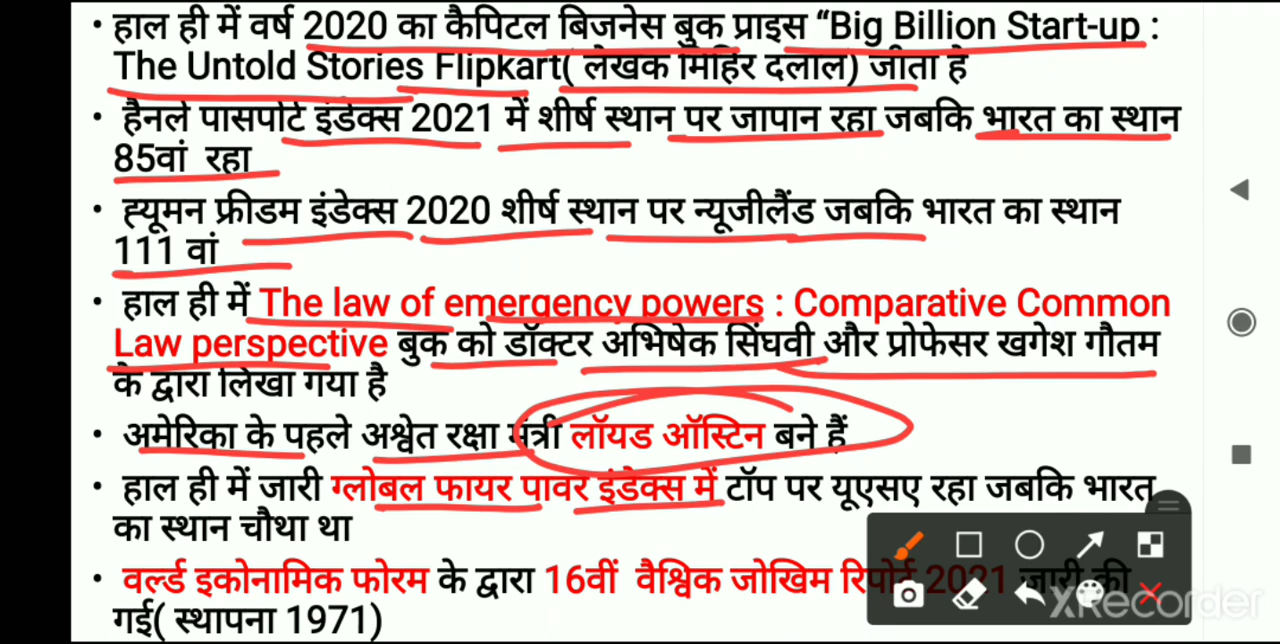 • हाल ही में वर्ष 2020 का कैपिटल बिजनेस बुक प्राइस “Big Billion Start-up :
The Untold Stories Flipkart( लेखक मिहिर दलाल) जीता है
• हैनले पासपोर्ट इंडेक्स 2021 में शीर्ष स्थान पर जापान रहा जबकि भारत का स्थान
85वां रहा
• ह्यूमन फ्रीडम इंडेक्स 2020 शीर्ष स्थान पर न्यूजीलैंड जबकि भारत का स्थान
111 वां
• हाल ही में The law of emergency powers : Comparative Common
Law perspective बुक को डॉक्टर अभिषेक सिंघवी और प्रोफेसर खगेश गौतम
के द्वारा लिखा गया है
• अमेरिका के पहले अश्वेत रक्षा मंत्री लॉयड ऑस्टिन बने हैं
• हाल ही में जारी ग्लोबल फायर पावर इंडेक्स में टॉप पर यूएसए रहा जबकि भारत
का स्थान चौथा था
• वर्ल्ड इकोनामिक फोरम के द्वारा 16वीं वैश्विक जोखिम रिपोर्ट 2021 जारी की
गई( स्थापना 1971)
XRecorder